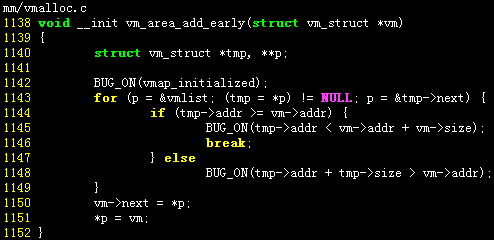 mm/vmalloc.c
1138 void __init vm_area_add_early(struct vm_struct *vm)
1139 {
1140         struct vm_struct *tmp, **p;
1141
1142         BUG_ON(vmap_initialized);
1143         for (p = &vmlist; (tmp = *p) != NULL; p = &tmp->next) {
1144                 if (tmp->addr >= vm->addr) {
1145                         BUG_ON(tmp->addr < vm->addr + vm->size);
1146                         break;
1147                 } else
1148                         BUG_ON(tmp->addr + tmp->size > vm->addr);
1149         }
1150         vm->next = *p;
1151         *p = vm;
1152 }